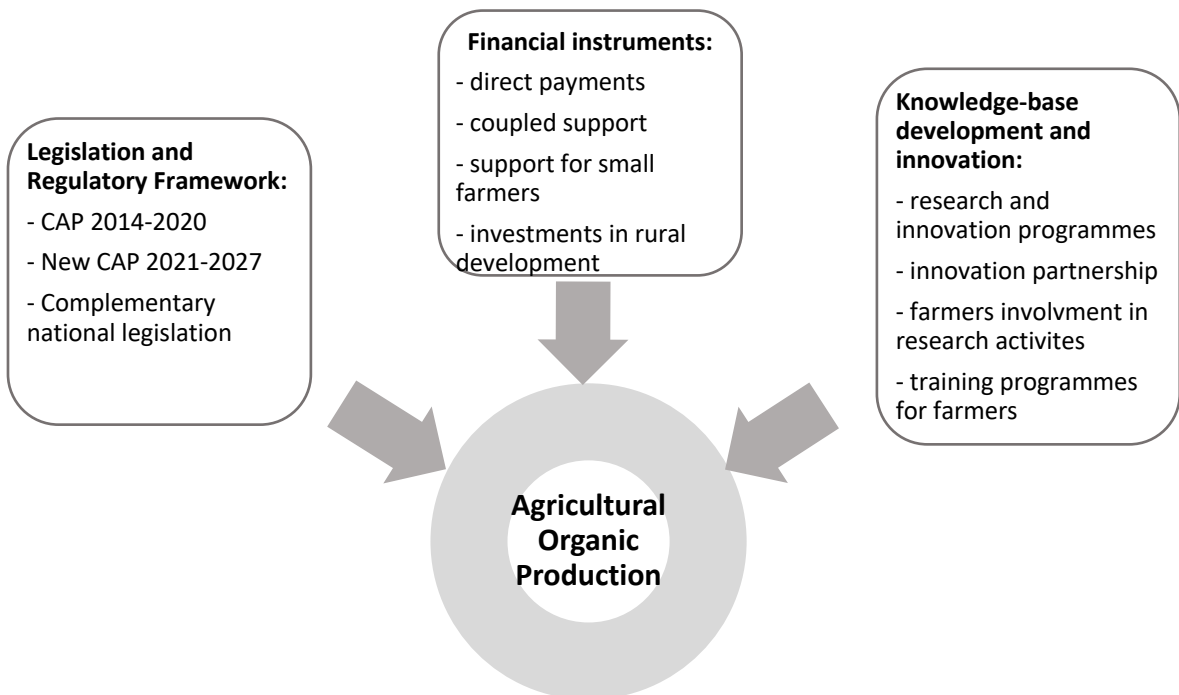 Legislation and
Regulatory Framework:
- CAP 2014-2020
- New CAP 2021-2027
- Complementary
national legislation
Financial instruments:
- direct payments
- coupled support
- support for small
farmers
- investments in rural
development
Knowledge-base
development and
innovation:
- research and
innovation programmes
- innovation partnership
- farmers involvment in
research activites
- training programmes
for farmers
Agricultural
Organic
Production